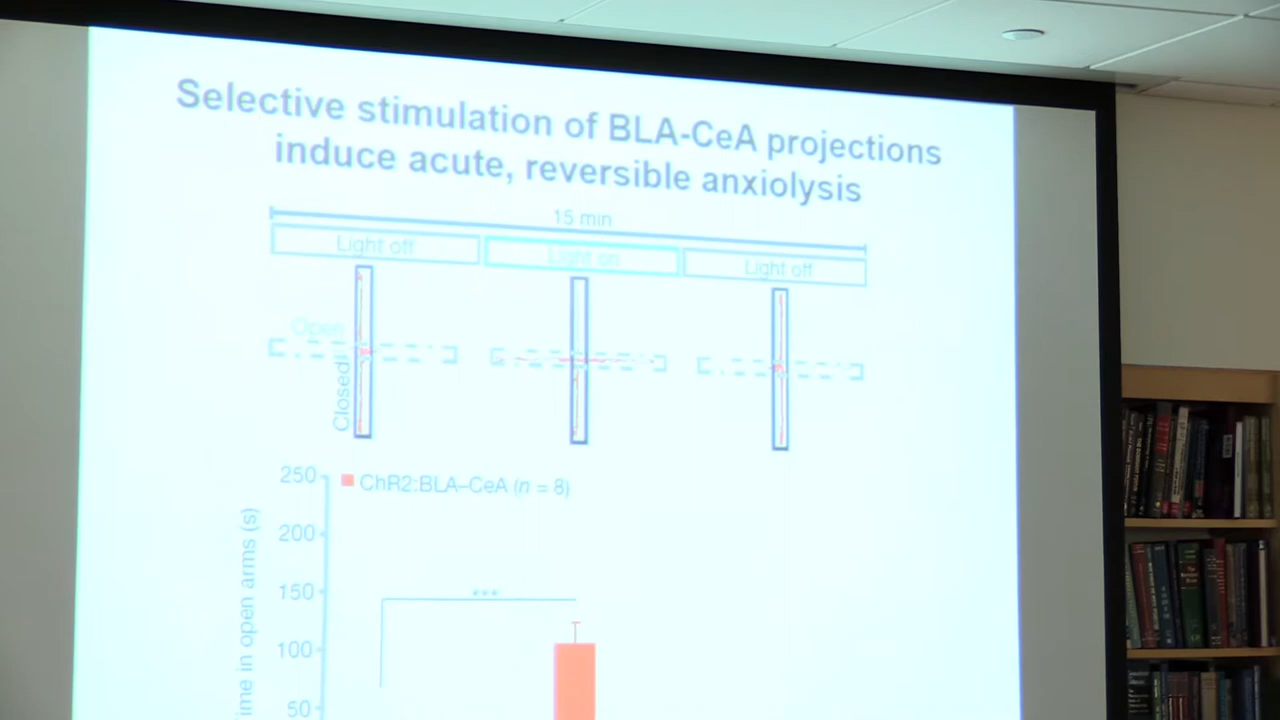 Selective stimulation of BLA-CeA projections
induce acute, reversible anxiolysis
15 min
Light off
Light on
Light off
Open
Closed
250
ChR2:BLA–CeA (n = 8)
200
150
***
100
50
ime in open arms (s)